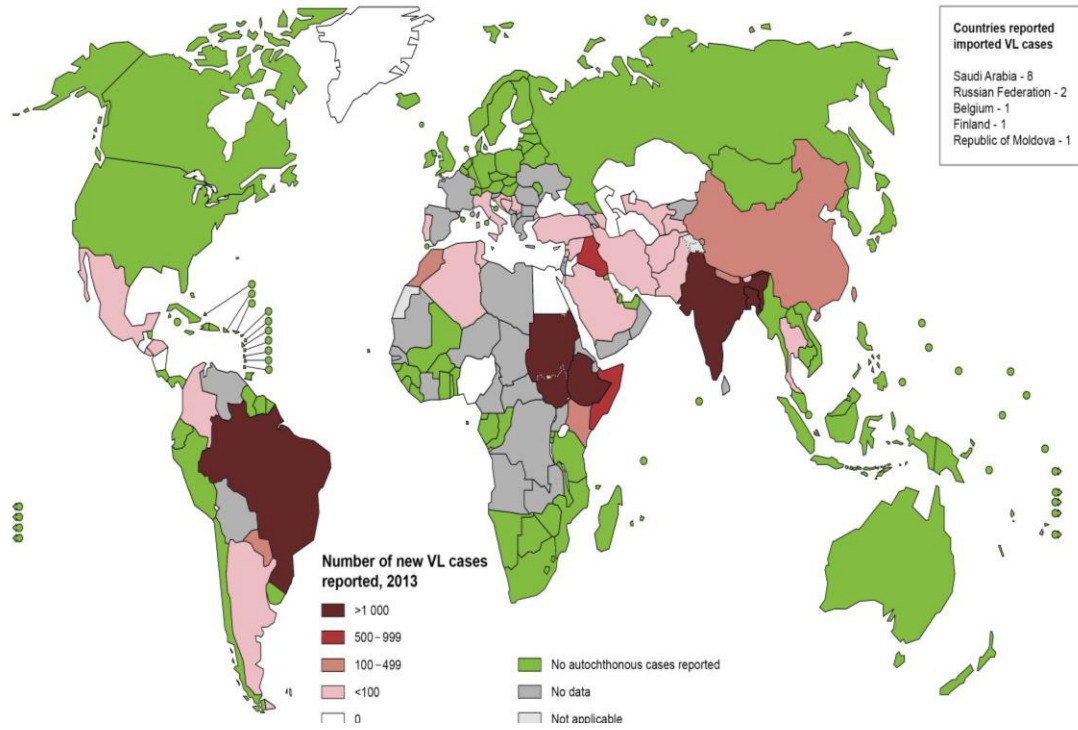 Countries reported
imported VL cases
Saudi Arabia - 8
Russian Federation - 2
Belgium - 1
Finland - 1
Republic of Moldova - 1
Number of new VL cases
reported, 2013
>1 000
500–999
100–499
<100
0
No autochthonous cases reported
No data
Not applicable